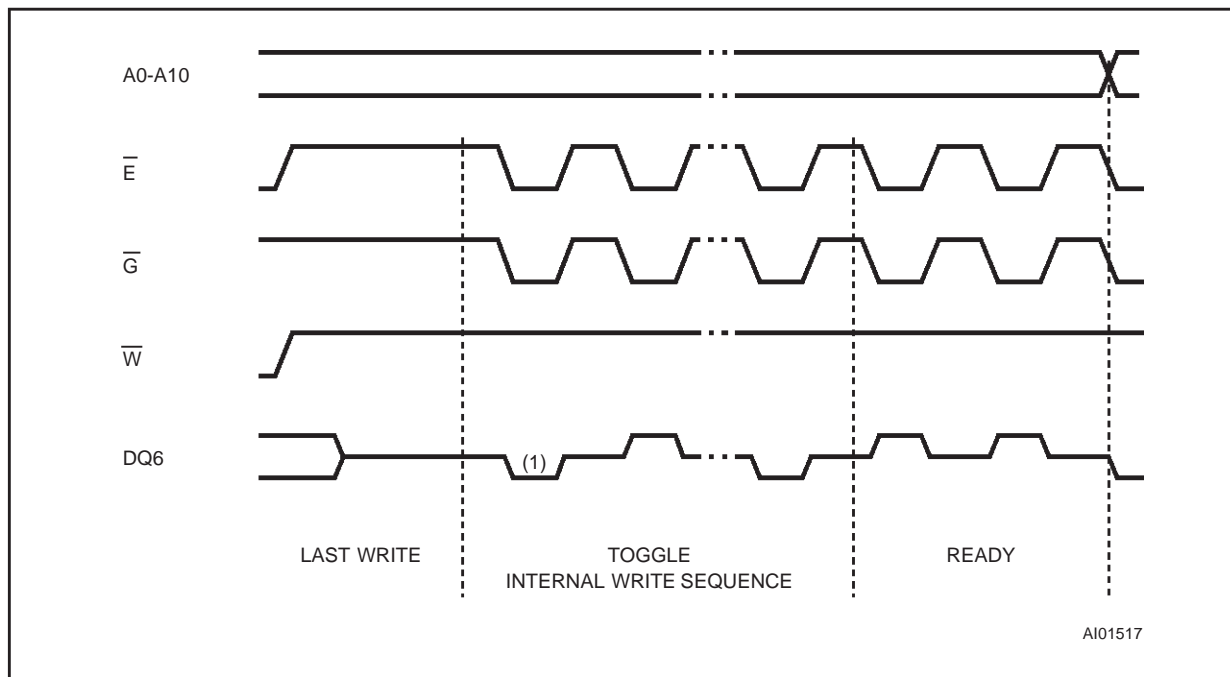 A0-A10
E̅
G̅
W̅
DQ6
(1)
LAST WRITE
TOGGLE
INTERNAL WRITE SEQUENCE
READY
AI01517